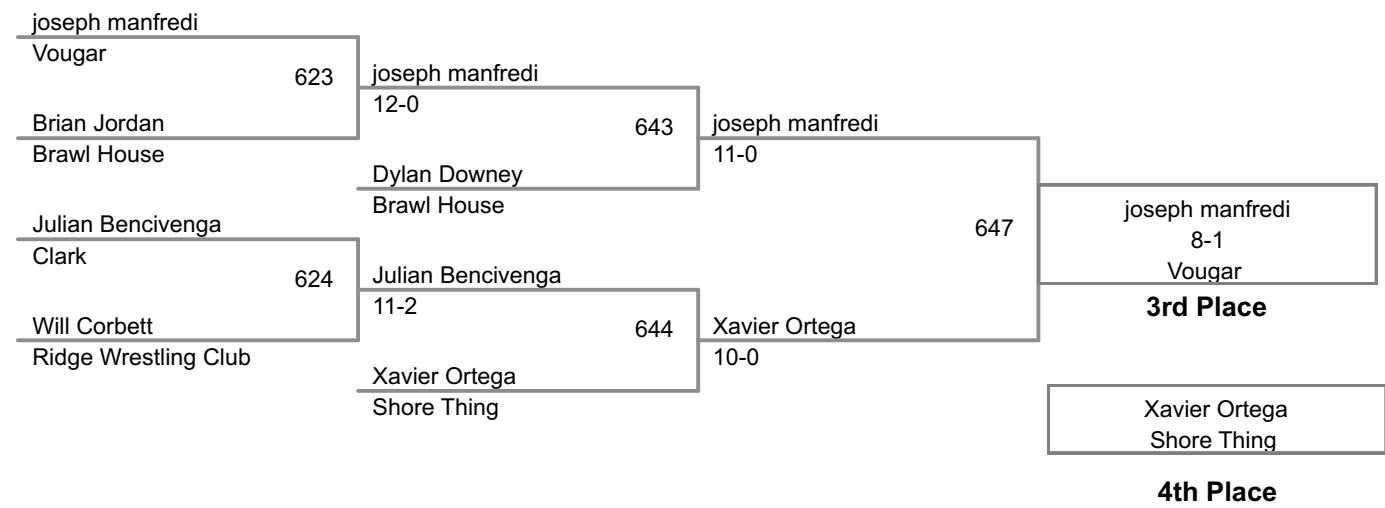 joseph manfredi
Vougar
623
joseph manfredi
12-0
Brian Jordan
Brawl House
643
joseph manfredi
11-0
Dylan Downey
Brawl House
Julian Bencivenga
Clark
624
Julian Bencivenga
11-2
Will Corbett
Ridge Wrestling Club
644
Xavier Ortega
10-0
Xavier Ortega
Shore Thing
647
joseph manfredi
8-1
Vougar
3rd Place
Xavier Ortega
Shore Thing
4th Place